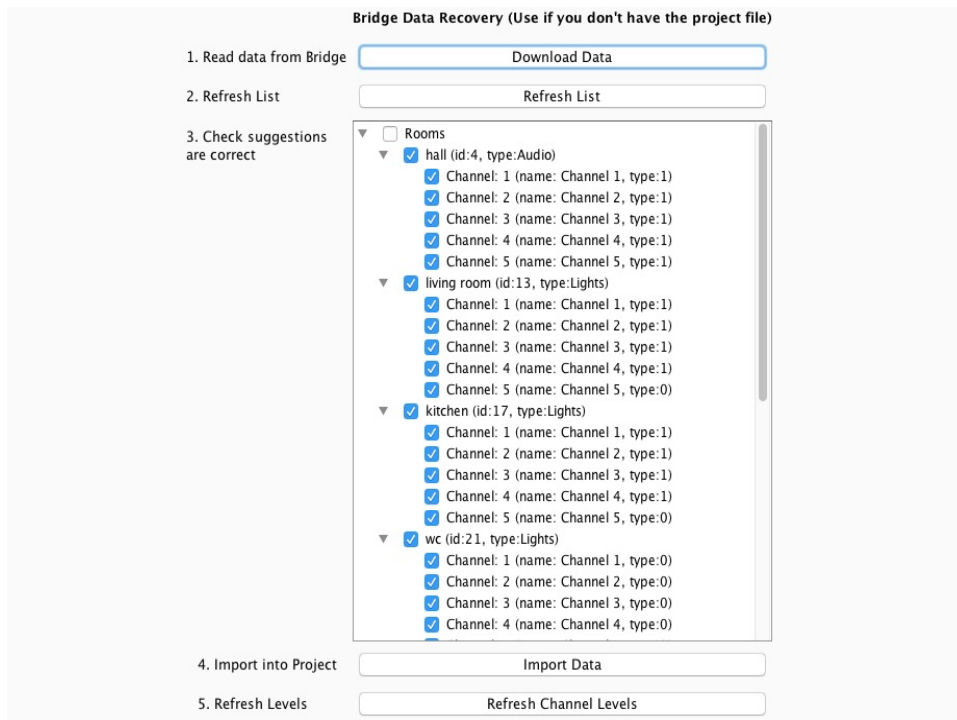 Bridge Data Recovery (Use if you don't have the project file)
1. Read data from Bridge Download Data
2. Refresh List Refresh List
3. Check suggestions
are correct
Rooms
hall (id:4, type:Audio)
Channel: 1 (name: Channel 1, type:1)
Channel: 2 (name: Channel 2, type:1)
Channel: 3 (name: Channel 3, type:1)
Channel: 4 (name: Channel 4, type:1)
Channel: 5 (name: Channel 5, type:1)
living room (id:13, type:Lights)
Channel: 1 (name: Channel 1, type:1)
Channel: 2 (name: Channel 2, type:1)
Channel: 3 (name: Channel 3, type:1)
Channel: 4 (name: Channel 4, type:1)
Channel: 5 (name: Channel 5, type:0)
kitchen (id:17, type:Lights)
Channel: 1 (name: Channel 1, type:1)
Channel: 2 (name: Channel 2, type:1)
Channel: 3 (name: Channel 3, type:1)
Channel: 4 (name: Channel 4, type:1)
Channel: 5 (name: Channel 5, type:0)
wc (id:21, type:Lights)
Channel: 1 (name: Channel 1, type:0)
Channel: 2 (name: Channel 2, type:0)
Channel: 3 (name: Channel 3, type:0)
Channel: 4 (name: Channel 4, type:0)
4. Import into Project Import Data
5. Refresh Levels Refresh Channel Levels